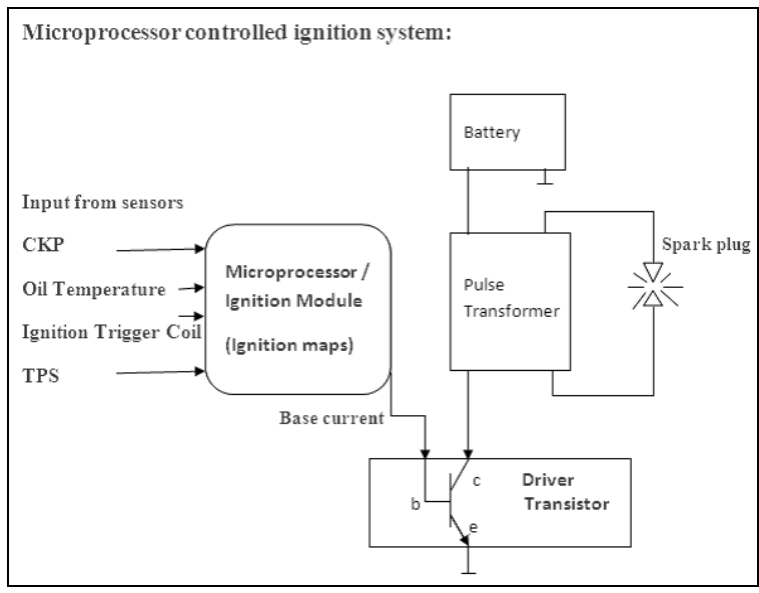 Microprocessor controlled ignition system:
Battery
Input from sensors
CKP
Oil Temperature
Ignition Trigger Coil
TPS
Microprocessor /
Ignition Module
(Ignition maps)
Pulse
Transformer
Spark plug
Base current
b
c
e
Driver
Transistor